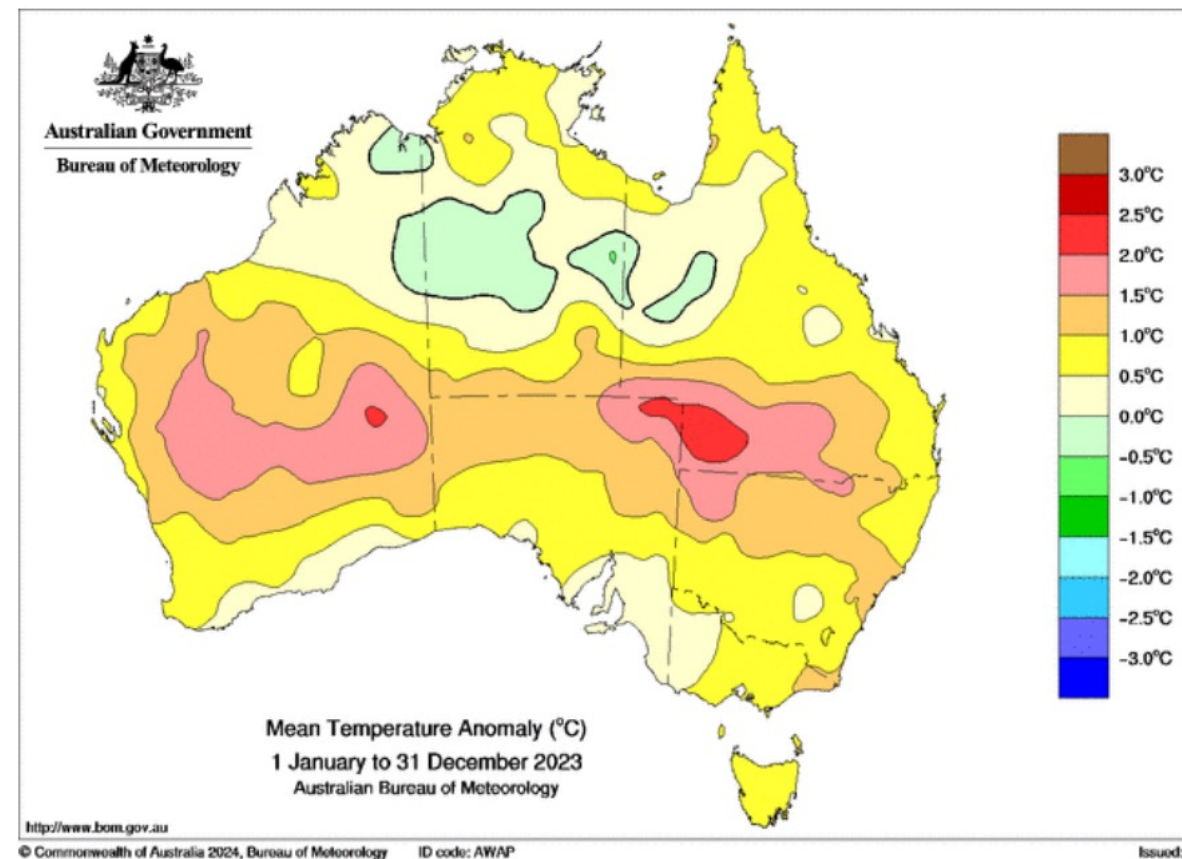 Australian Government
Bureau of Meteorology
3.0°C
2.5°C
2.0°C
1.5°C
1.0°C
0.5°C
0.0°C
-0.5°C
-1.0°C
-1.5°C
-2.0°C
-2.5°C
-3.0°C
Mean Temperature Anomaly (°C)
1 January to 31 December 2023
Australian Bureau of Meteorology
http://www.bom.gov.au
© Commonwealth of Australia 2024, Bureau of Meteorology ID code: AWAP Issued: